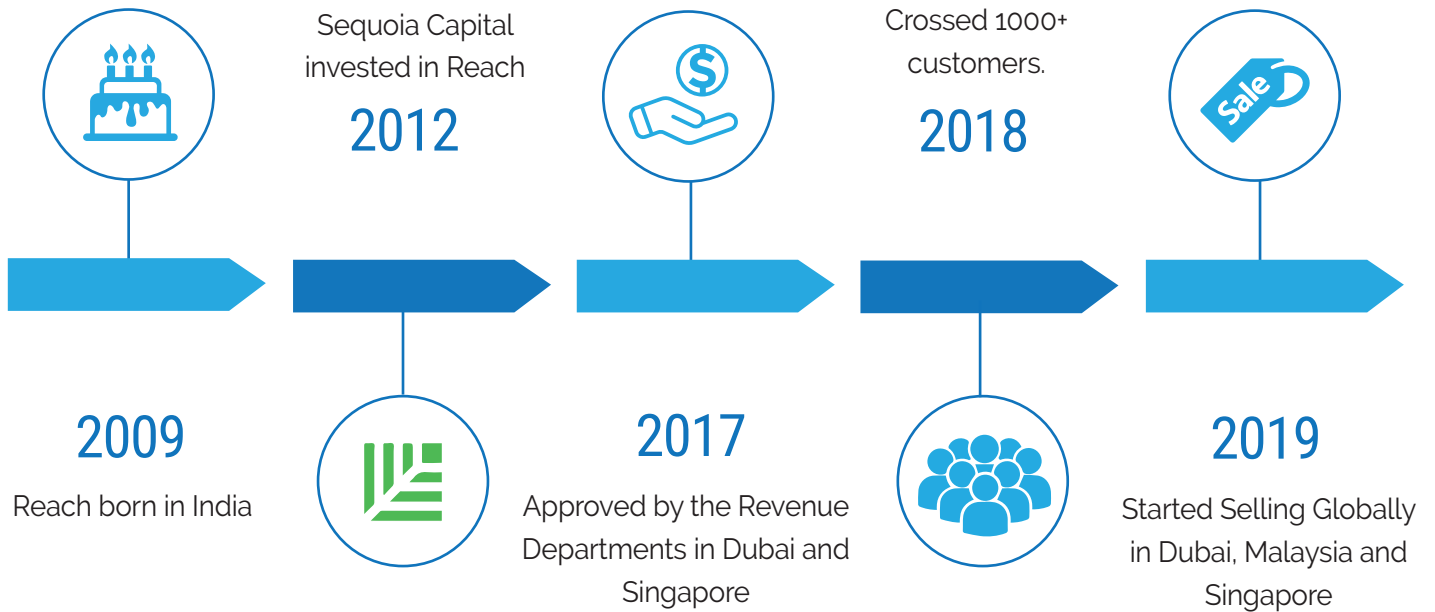 2009
Reach born in India
Sequoia Capital
invested in Reach
2012
2017
Approved by the Revenue
Departments in Dubai and
Singapore
Crossed 1000+
customers.
2018
Sale
2019
Started Selling Globally
in Dubai, Malaysia and
Singapore